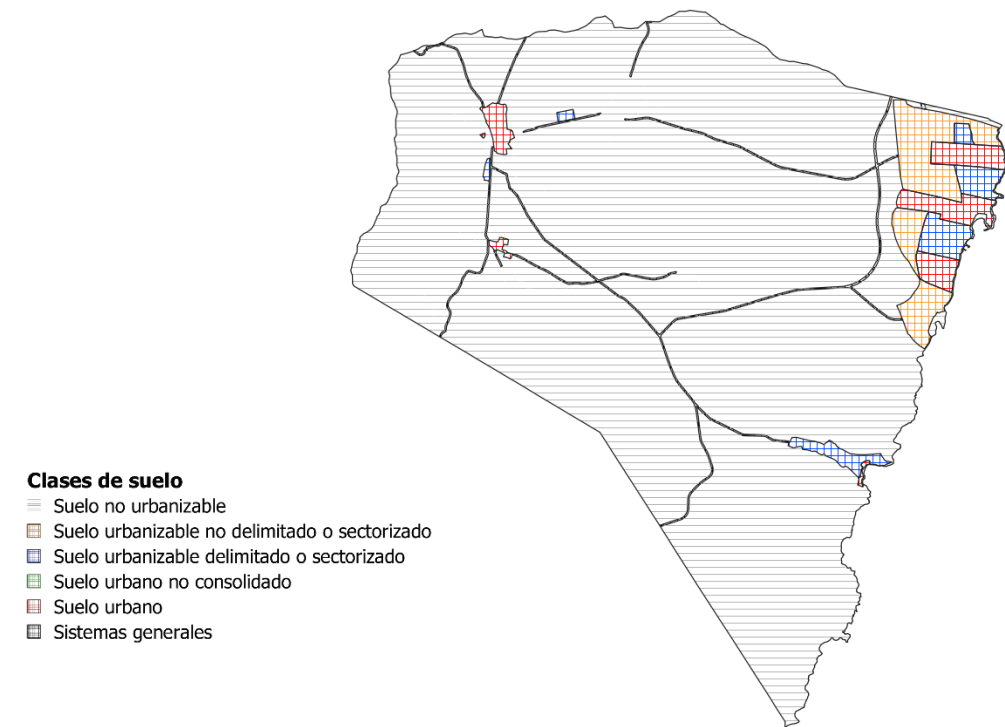 Clases de suelo
Suelo no urbanizable
Suelo urbanizable no delimitado o sectorizado
Suelo urbanizable delimitado o sectorizado
Suelo urbano no consolidado
Suelo urbano
Sistemas generales